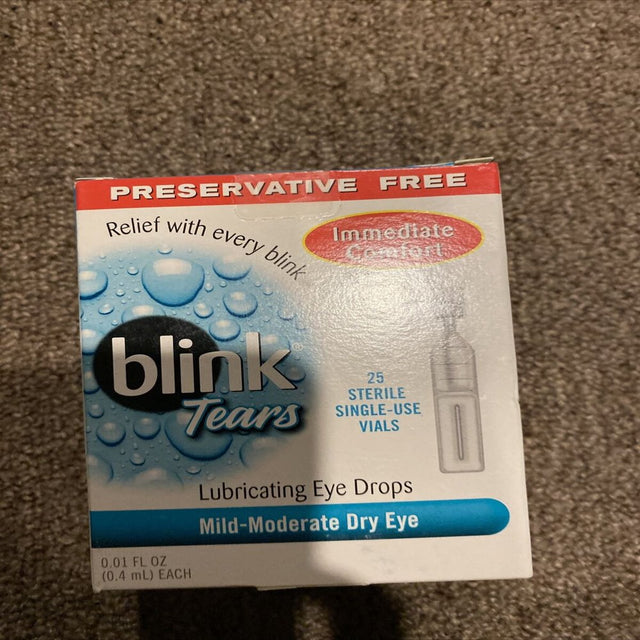 PRESERVATIVE FREE
Relief with every blink
Immediate
Comfort
blink
Tears
25
STERILE
SINGLE-USE
VIALS
Lubricating Eye Drops
Mild-Moderate Dry Eye
0.01 FL OZ
(0.4 mL) EACH